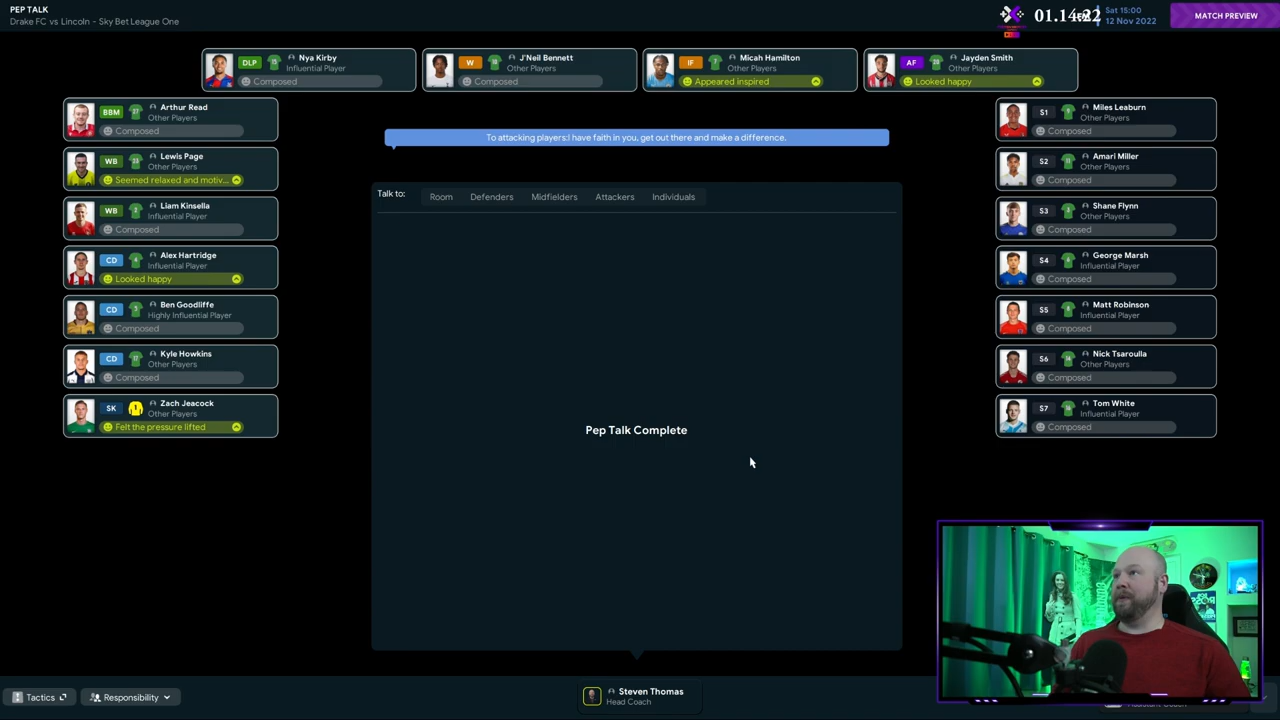 PEP TALK
Drake FC vs Lincoln - Sky Bet League One
01.14.22
Sat 15:00
12 Nov 2022
MATCH PREVIEW
DLP
Nya Kirby
Influential Player
Composed
W
J'Neil Bennett
Other Players
Composed
IF
Micah Hamilton
Other Players
Appeared inspired
AF
Jayden Smith
Other Players
Looked happy
BBM
Arthur Read
Other Players
Composed
WB
Lewis Page
Other Players
Seemed relaxed and motiv...
WB
Liam Kinsella
Influential Player
Composed
CD
Alex Hartridge
Influential Player
Looked happy
CD
Ben Goodliffe
Highly Influential Player
Composed
CD
Kyle Howkins
Other Players
Composed
SK
1
Zach Jeacock
Other Players
Felt the pressure lifted
To attacking players:I have faith in you, get out there and make a difference.
Talk to:
Room
Defenders
Midfielders
Attackers
Individuals
Pep Talk Complete
S1
Miles Leaburn
Other Players
Composed
S2
Amari Miller
Other Players
Composed
S3
Shane Flynn
Other Players
Composed
S4
George Marsh
Influential Player
Composed
S5
Matt Robinson
Influential Player
Composed
S6
Nick Tsaroulla
Other Players
Composed
S7
Tom White
Influential Player
Composed
Tactics
Responsibility
Steven Thomas
Head Coach